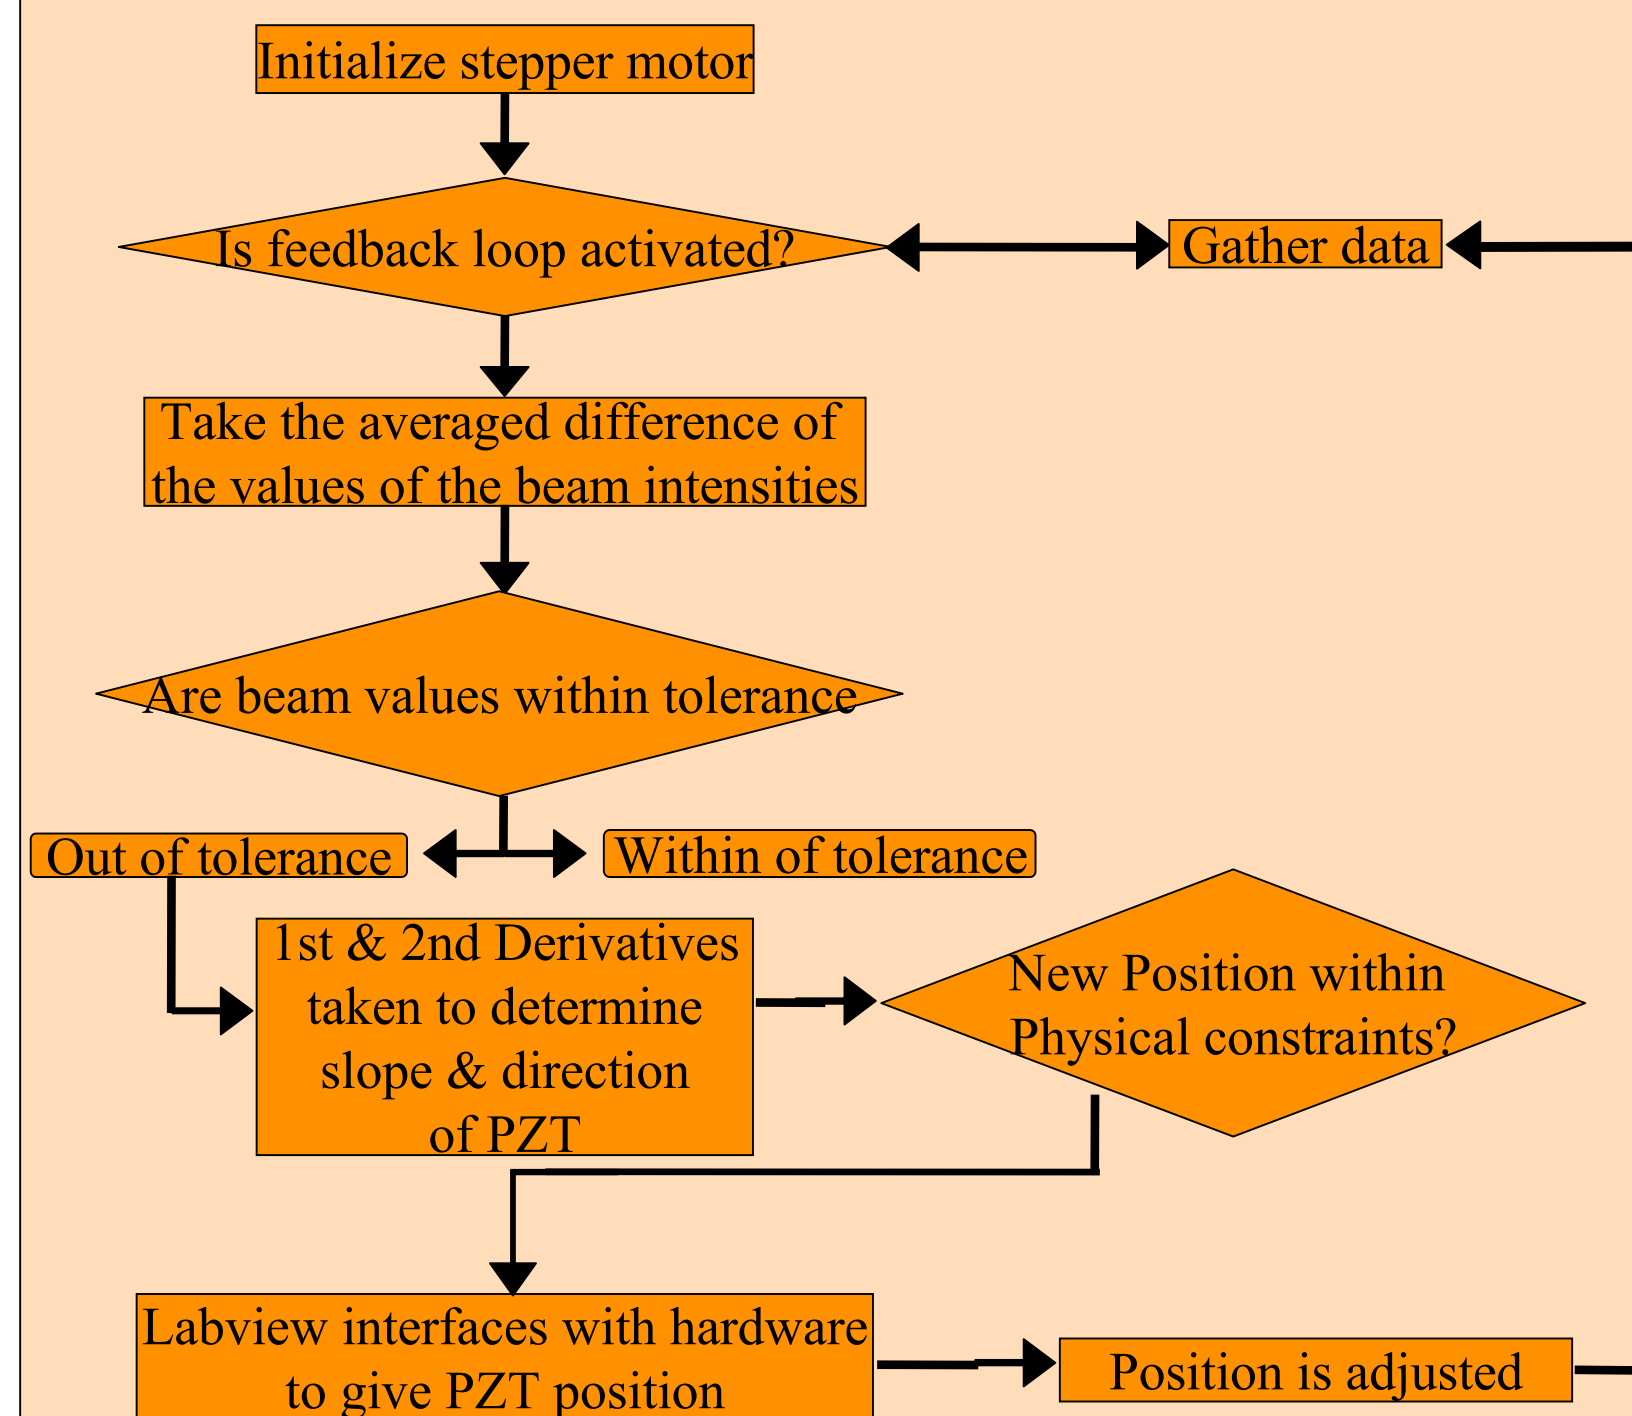 Initialize stepper motor
Is feedback loop activated?
Gather data
Take the averaged difference of
the values of the beam intensities
Are beam values within tolerance
Out of tolerance
Within of tolerance
1st & 2nd Derivatives
taken to determine
slope & direction
of PZT
New Position within
Physical constraints?
Labview interfaces with hardware
to give PZT position
Position is adjusted